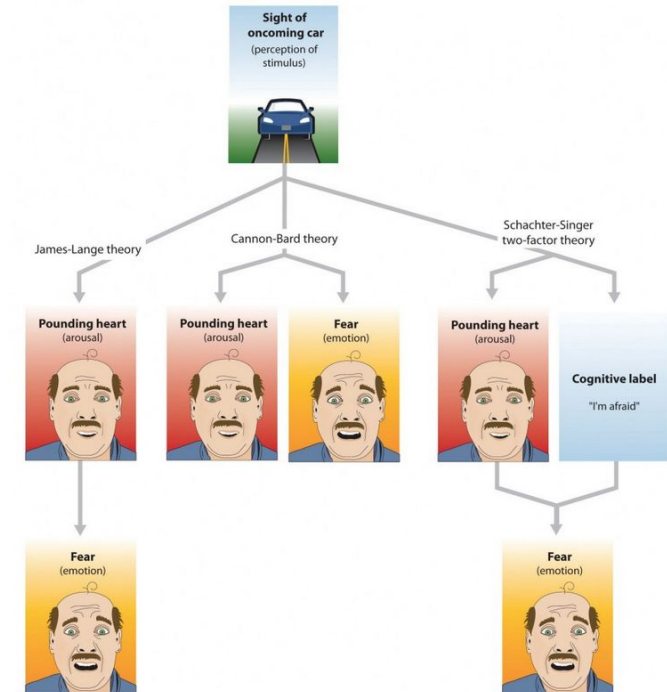 Sight of
oncoming car
(perception of
stimulus)
James-Lange theory
Cannon-Bard theory
Schachter-Singer
two-factor theory
Pounding heart
(arousal)
Pounding heart
(arousal)
Fear
(emotion)
Pounding heart
(arousal)
Cognitive label
"I'm afraid"
Fear
(emotion)
Fear
(emotion)